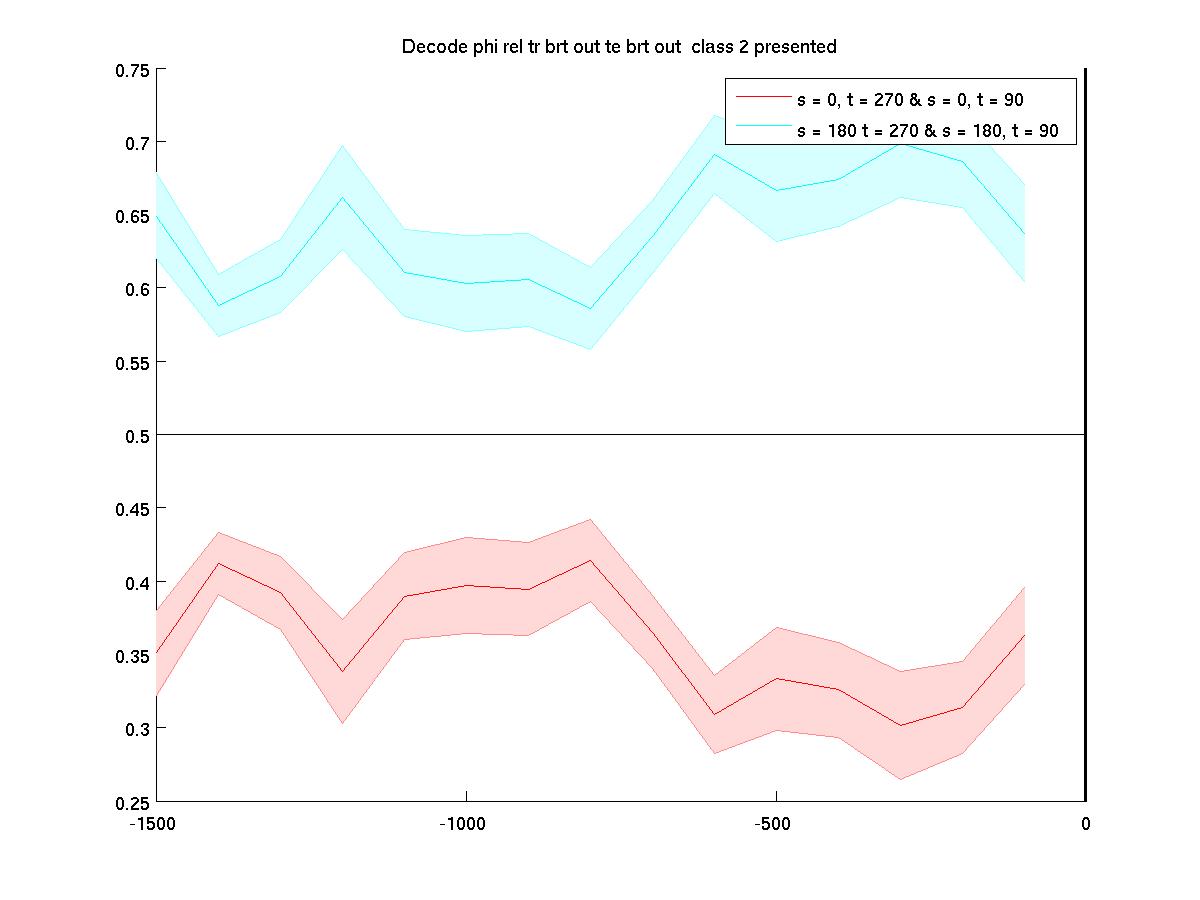 Decode phi rel tr brt out te brt out  class 2 presented
0.75
s = 0, t = 270 & s = 0, t = 90
s = 180 t = 270 & s = 180, t = 90
0.7
0.65
0.6
0.55
0.5
0.45
0.4
0.35
0.3
0.25
-1500 -1000 -500 0